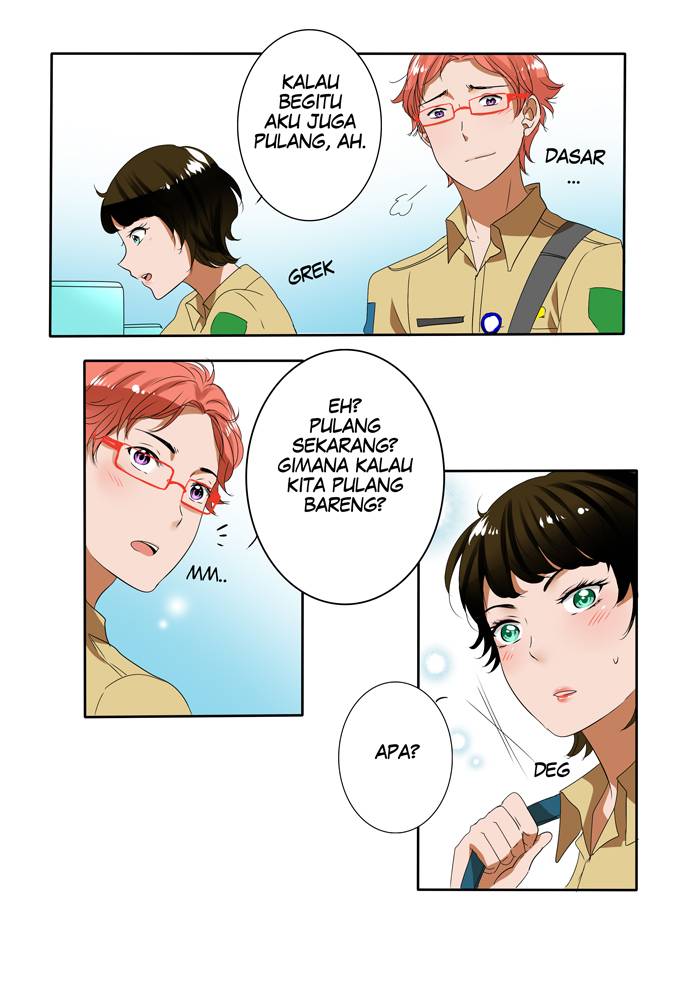 KALAU
BEGITU
AKU JUGA
PULANG, AH.
DASAR
...
GREK
EH?
PULANG
SEKARANG?
GIMANA KALAU
KITA PULANG
BARENG?
MM..
APA?
DEG